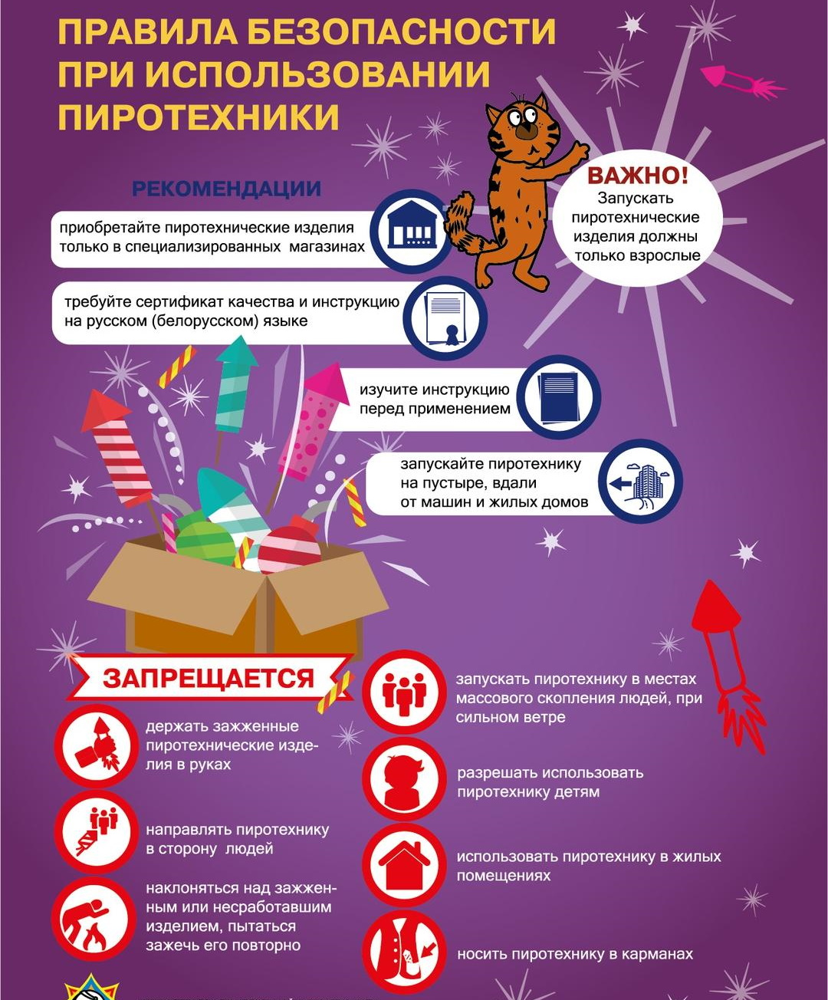 ПРАВИЛА БЕЗОПАСНОСТИ
ПРИ ИСПОЛЬЗОВАНИИ
ПИРОТЕХНИКИ
ВАЖНО!
Запускать
пиротехнические
изделия должны
только взрослые
РЕКОМЕНДАЦИИ
приобретайте пиротехнические изделия
только в специализированных магазинах
требуйте сертификат качества и инструкцию
на русском (белорусском) языке
изучите инструкцию
перед применением
запускайте пиротехнику
на пустыре, вдали
от машин и жилых домов
ЗАПРЕЩАЕТСЯ
держать зажженные
пиротехнические изде-
лия в руках
направлять пиротехнику
в сторону людей
наклоняться над зажжен-
ным или несработавшим
изделием, пытаться
зажечь его повторно
запускать пиротехнику в местах
массового скопления людей, при
сильном ветре
разрешать использовать
пиротехнику детям
использовать пиротехнику в жилых
помещениях
носить пиротехнику в карманах